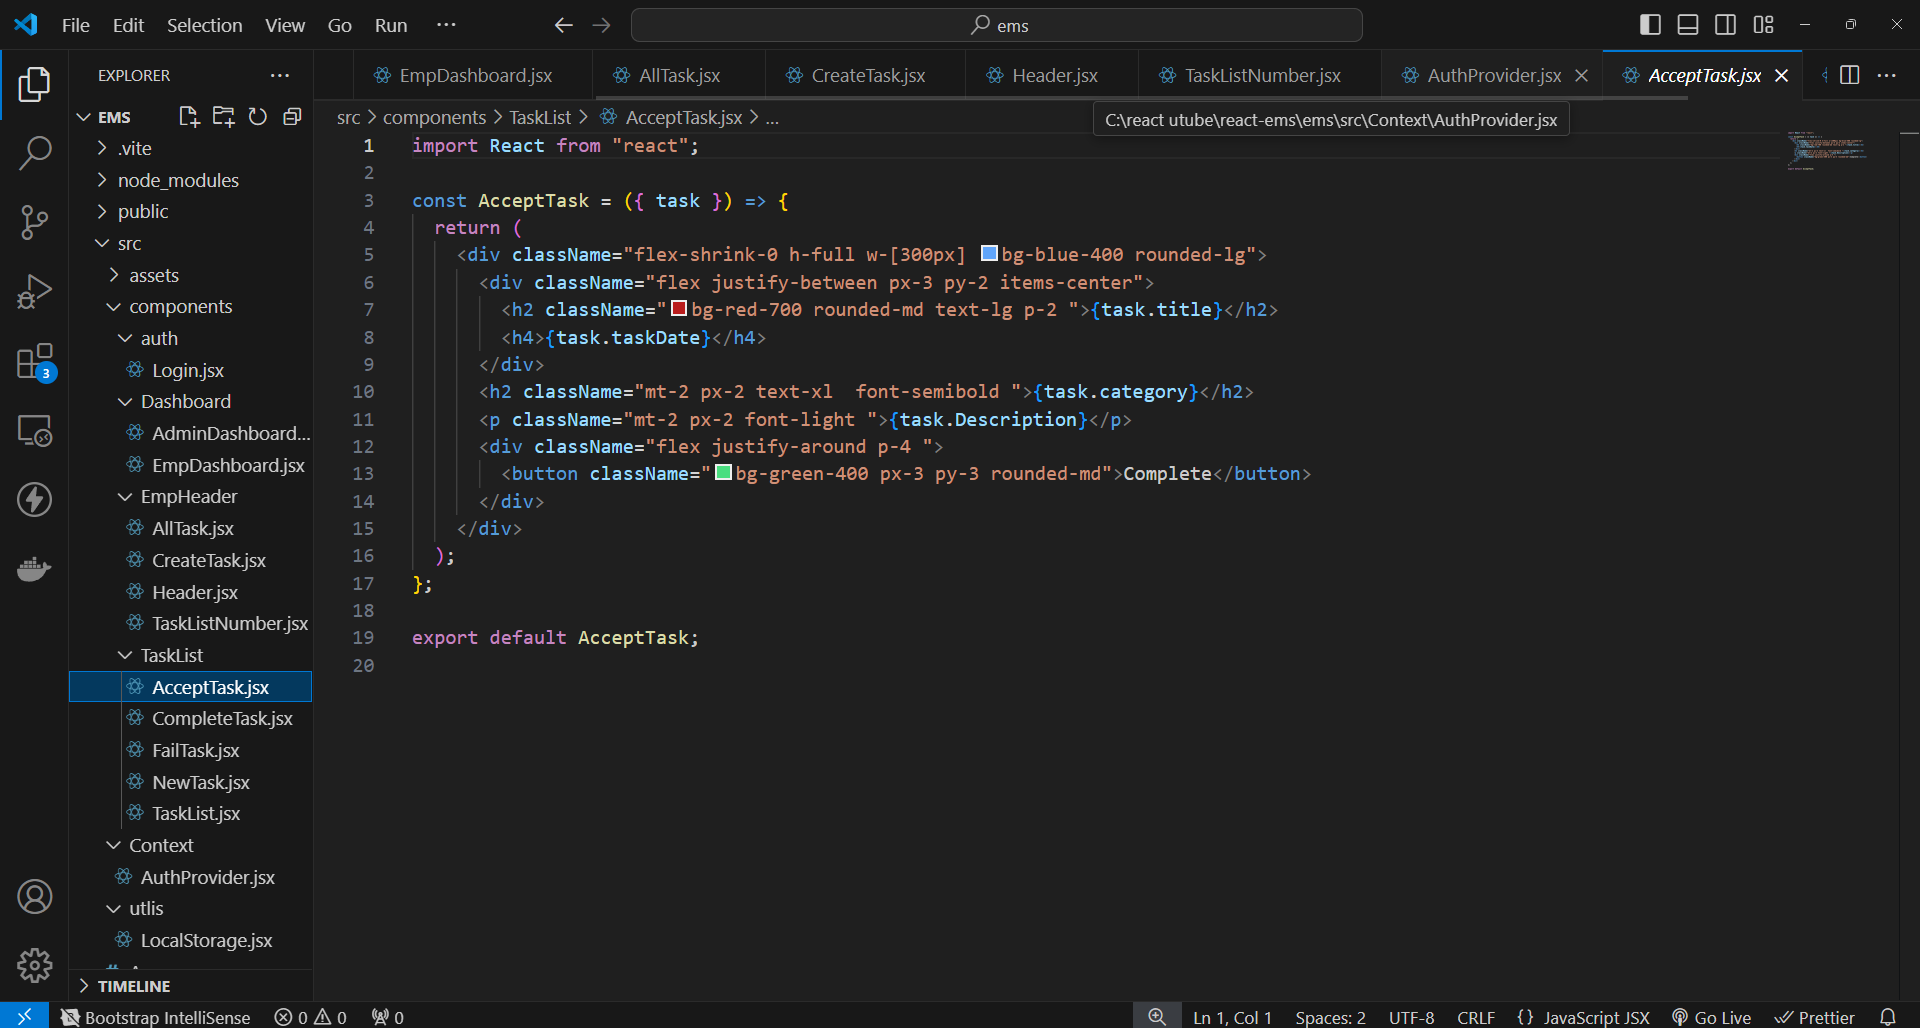 File Edit Selection View Go Run ···
ems
EXPLORER ···
EmpDashboard.jsx AllTask.jsx CreateTask.jsx Header.jsx TaskListNumber.jsx AuthProvider.jsx AcceptTask.jsx ···
EMS
.vite
node_modules
public
src
assets
components
auth
Login.jsx
Dashboard
AdminDashboard...
EmpDashboard.jsx
EmpHeader
AllTask.jsx
CreateTask.jsx
Header.jsx
TaskListNumber.jsx
TaskList
AcceptTask.jsx
CompleteTask.jsx
FailTask.jsx
NewTask.jsx
TaskList.jsx
Context
AuthProvider.jsx
utlis
LocalStorage.jsx
TIMELINE
3
src > components > TaskList > AcceptTask.jsx > ...
C:\react utube\react-ems\ems\src\Context\AuthProvider.jsx
1 import React from "react";
2
3 const AcceptTask = ({ task }) => {
4 return (
5 <div className="flex-shrink-0 h-full w-[300px] bg-blue-400 rounded-lg">
6 <div className="flex justify-between px-3 py-2 items-center">
7 <h2 className="bg-red-700 rounded-md text-lg p-2 ">{task.title}</h2>
8 <h4>{task.taskDate}</h4>
9 </div>
10 <h2 className="mt-2 px-2 text-xl  font-semibold ">{task.category}</h2>
11 <p className="mt-2 px-2 font-light ">{task.Description}</p>
12 <div className="flex justify-around p-4 ">
13 <button className="bg-green-400 px-3 py-3 rounded-md">Complete</button>
14 </div>
15 </div>
16 );
17 };
18
19 export default AcceptTask;
20
Bootstrap IntelliSense 0 0 0 Ln 1, Col 1 Spaces: 2 UTF-8 CRLF {} JavaScript JSX Go Live Prettier